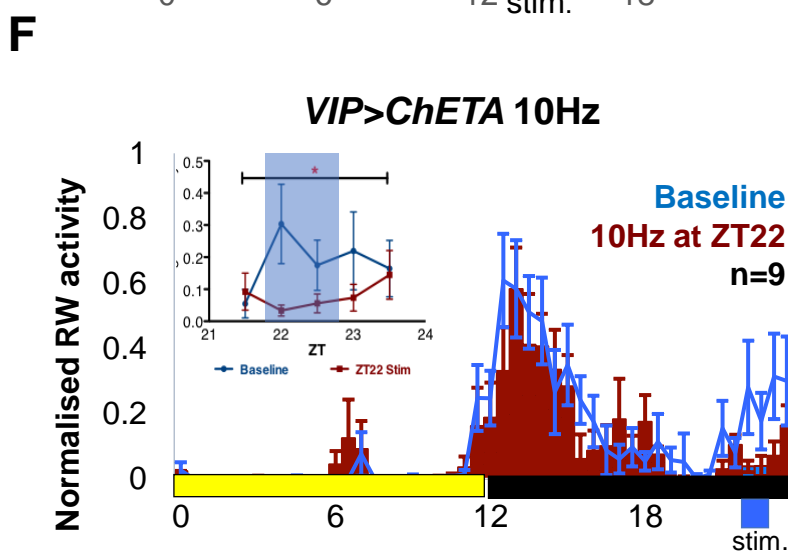 stim.
F
VIP>ChETA 10Hz
Normalised RW activity
1
0.8
0.6
0.4
0.2
0
0.5
0.4
0.3
0.2
0.1
0.0
*
21 22 23 24
ZT
Baseline ZT22 Stim
Baseline
10Hz at ZT22
n=9
0 6 12 18
stim.